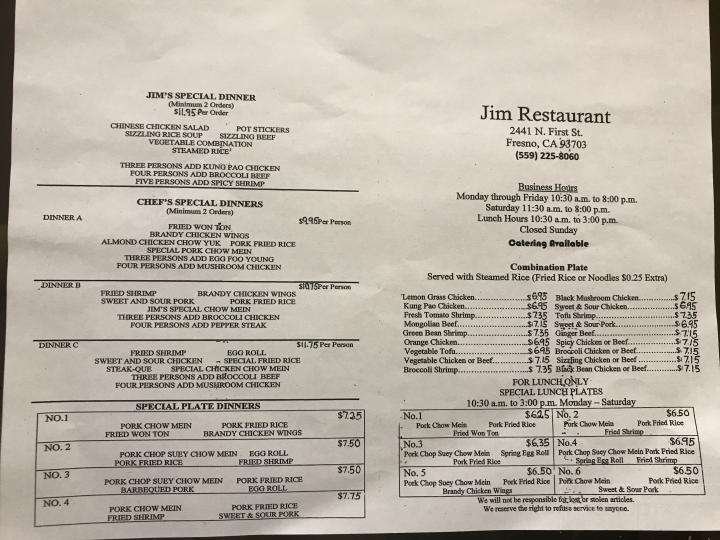 JIM'S SPECIAL DINNER
(Minimum 2 Orders)
$11.95 Per Order
CHINESE CHICKEN SALAD POT STICKERS
SIZZLING RICE SOUP SIZZLING BEEF
VEGETABLE COMBINATION
STEAMED RICE
THREE PERSONS ADD KUNG PAO CHICKEN
FOUR PERSONS ADD BROCCOLI BEEF
FIVE PERSONS ADD SPICY SHRIMP
CHEF'S SPECIAL DINNERS
(Minimum 2 Orders)
DINNER A $9.95 Per Person
FRIED WON TON
BRANDY CHICKEN WINGS
ALMOND CHICKEN CHOW YUK PORK FRIED RICE
SPECIAL PORK CHOW MEIN
THREE PERSONS ADD EGG FOO YOUNG
FOUR PERSONS ADD MUSHROOM CHICKEN
DINNER B $10.75 Per Person
FRIED SHRIMP BRANDY CHICKEN WINGS
SWEET AND SOUR PORK PORK FRIED RICE
JIM'S SPECIAL CHOW MEIN
THREE PERSONS ADD BROCCOLI CHICKEN
FOUR PERSONS ADD PEPPER STEAK
DINNER C $11.75 Per Person
FRIED SHRIMP EGG ROLL
SWEET AND SOUR CHICKEN SPECIAL FRIED RICE
STEAK-QUE SPECIAL CHICKEN CHOW MEIN
THREE PERSONS ADD BROCCOLI BEEF
FOUR PERSONS ADD MUSHROOM CHICKEN
SPECIAL PLATE DINNERS
NO.1 $7.25
PORK CHOW MEIN PORK FRIED RICE
FRIED WON TON BRANDY CHICKEN WINGS
NO. 2 $7.50
PORK CHOP SUEY CHOW MEIN EGG ROLL
PORK FRIED RICE FRIED SHRIMP
NO. 3 $7.50
PORK CHOP SUEY CHOW MEIN PORK FRIED RICE
BARBEQUED PORK EGG ROLL
NO. 4 $7.75
PORK CHOW MEIN PORK FRIED RICE
FRIED SHRIMP SWEET & SOUR PORK
Jim Restaurant
2441 N. First St.
Fresno, CA 93703
(559) 225-8060
Business Hours
Monday through Friday 10:30 a.m. to 8:00 p.m.
Saturday 11:30 a.m. to 8:00 p.m.
Lunch Hours 10:30 a.m. to 3:00 p.m.
Closed Sunday
Catering Available
Combination Plate
Served with Steamed Rice (Fried Rice or Noodles $0.25 Extra)
Lemon Grass Chicken $6.95 Black Mushroom Chicken $7.15
Kung Pao Chicken $6.95 Sweet & Sour Chicken $6.95
Fresh Tomato Shrimp $7.35 Tofu Shrimp $7.35
Mongolian Beef $7.15 Sweet & Sour Pork $6.95
Green Bean Shrimp $7.35 Ginger Beef $7.15
Orange Chicken $6.95 Spicy Chicken or Beef $7.15
Vegetable Tofu $6.95 Broccoli Chicken or Beef $7.15
Vegetable Chicken or Beef $7.15 Sizzling Chicken or Beef $7.15
Broccoli Shrimp $7.35 Black Bean Chicken or Beef $7.15
FOR LUNCH ONLY
SPECIAL LUNCH PLATES
10:30 am. to 3:00 p.m. Monday – Saturday
No.1 $6.25 No. 2 $6.50
Pork Chow Mein Pork Fried Rice Pork Chow Mein Pork Fried Rice
Fried Won Ton Fried Shrimp
No.3 $6.35 No.4 $6.95
Pork Chop Suey Chow Mein Spring Egg Roll Pork Chop Suey Chow Mein Pork Fried Rice
Pork Fried Rice Spring Egg Roll Fried Shrimp
No. 5 $6.50 No. 6 $6.50
Pork Chop Suey Chow Mein Pork Fried Rice Pork Chow Mein Pork Fried Rice
Brandy Chicken Wings Sweet & Sour Pork
We will not be responsible for lost or stolen articles.
We reserve the right to refuse service to anyone.